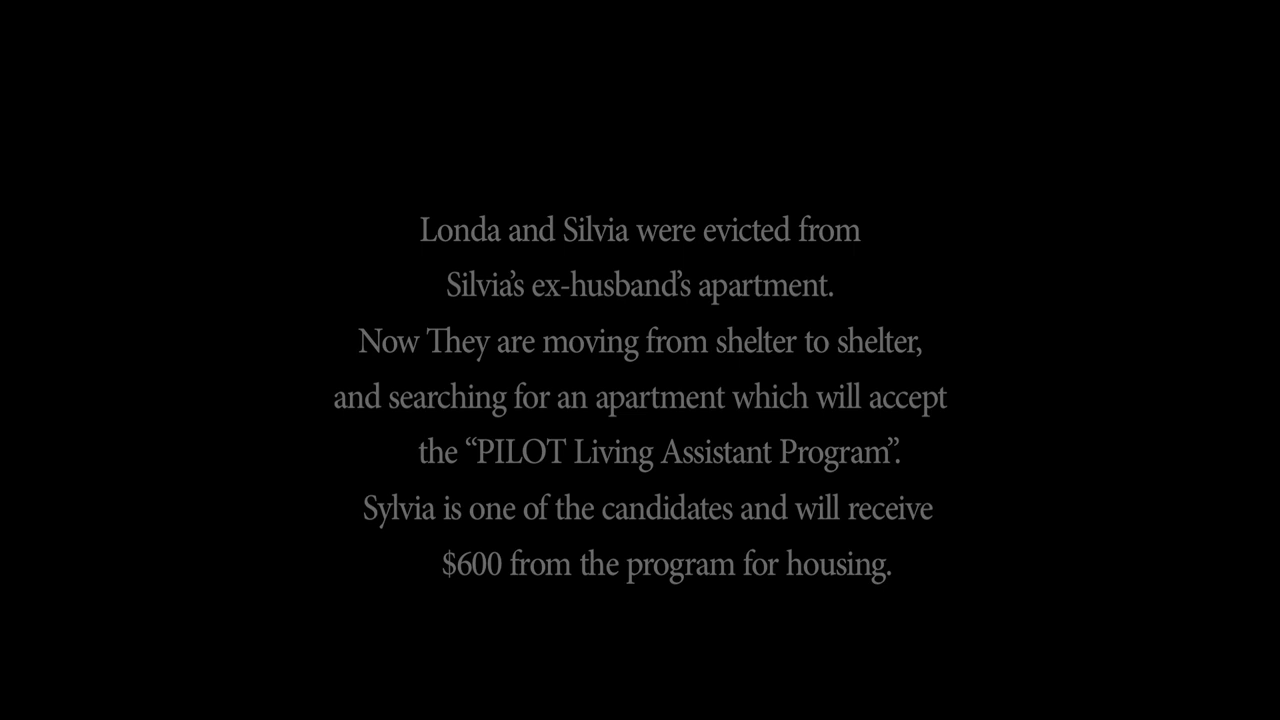 Londa and Silvia were evicted from
Silvia’s ex-husband’s apartment.
Now They are moving from shelter to shelter,
and searching for an apartment which will accept
the “PILOT Living Assistant Program”.
Sylvia is one of the candidates and will receive
$600 from the program for housing.